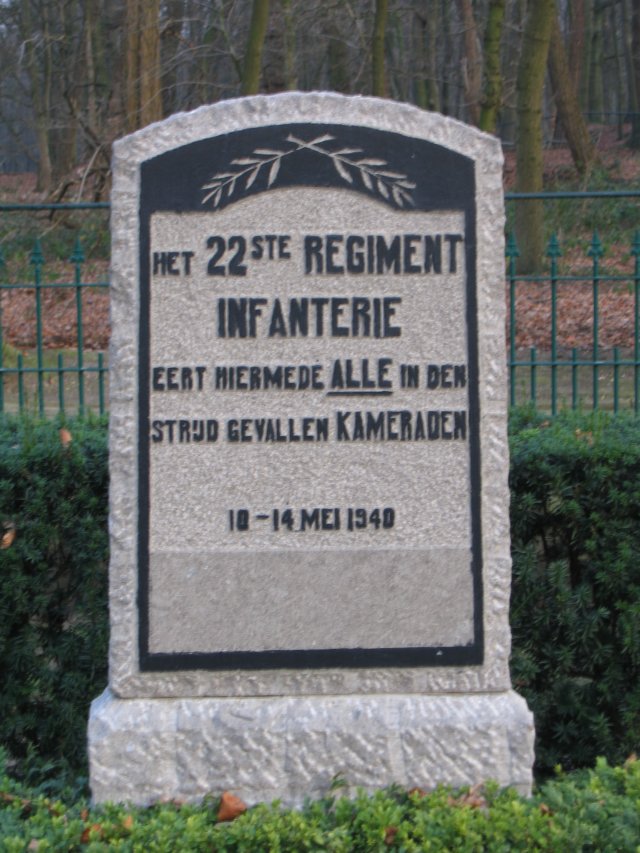 HET 22STE REGIMENT
INFANTERIE
EERT HIERMEDE ALLE IN DEN
STRIJD GEVALLEN KAMERADEN
10-14 MEI 1940